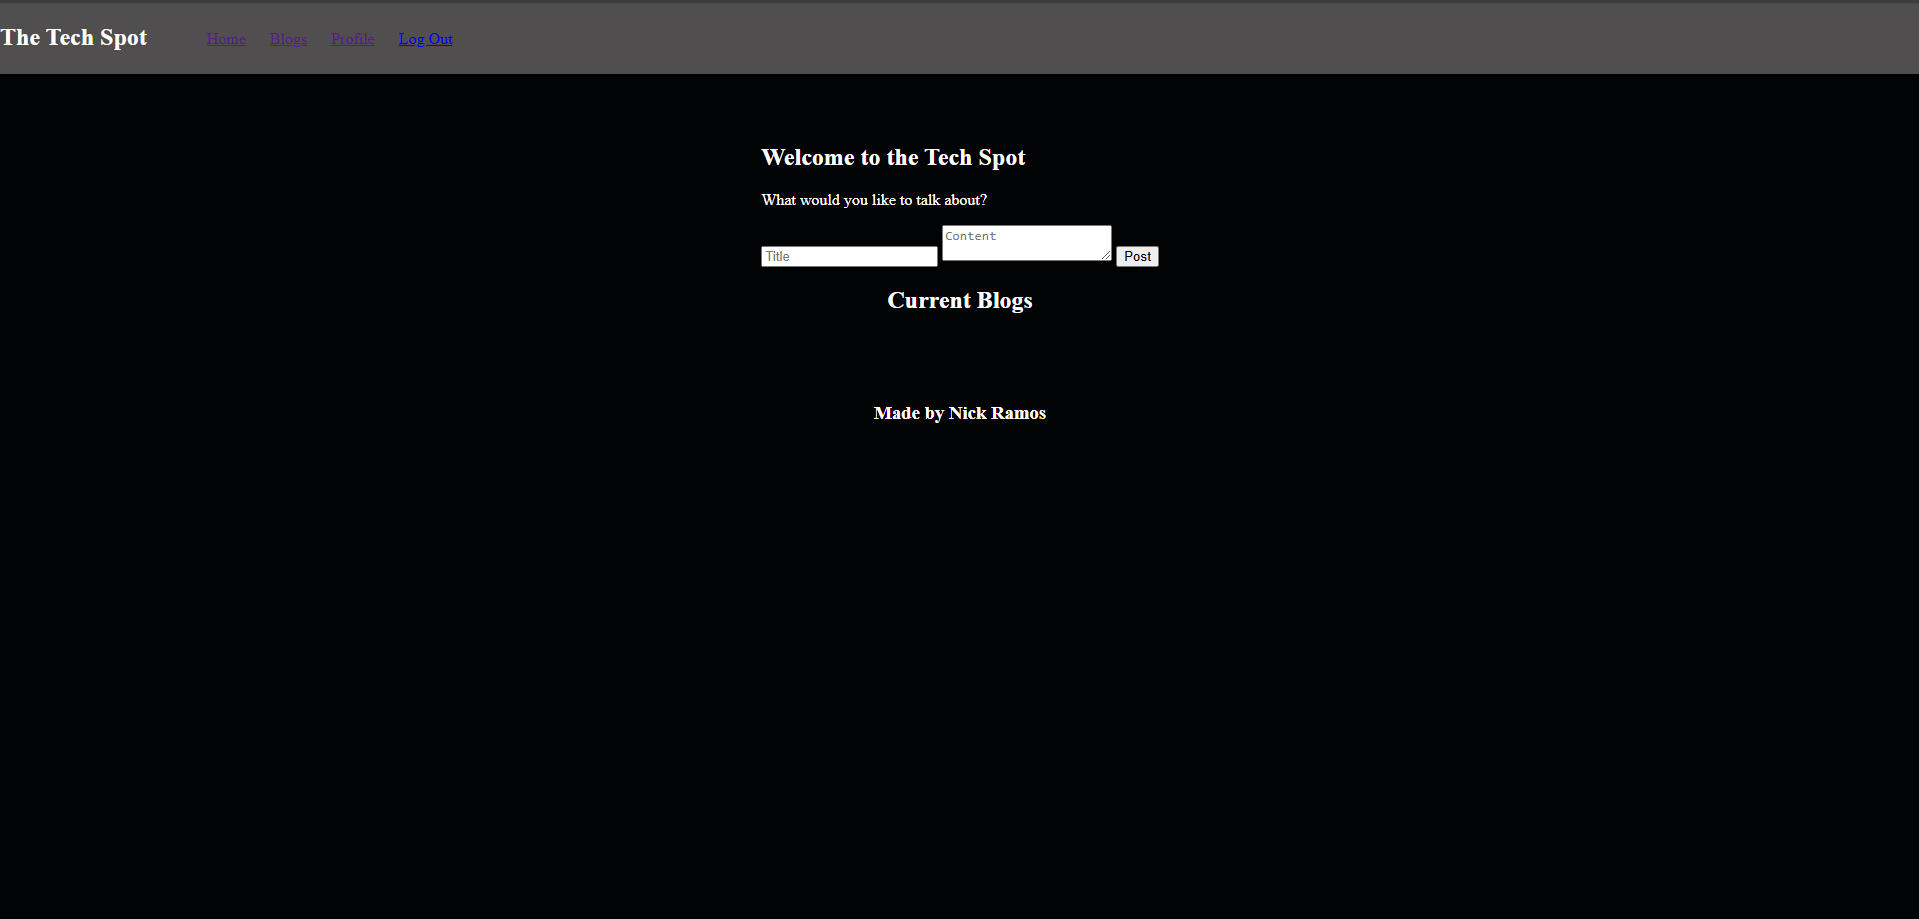 The Tech Spot Home Blogs Profile Log Out
Welcome to the Tech Spot
What would you like to talk about?
Title Content Post
Current Blogs
Made by Nick Ramos